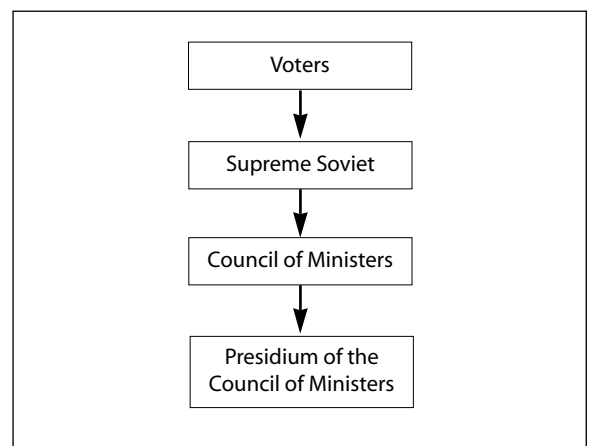 Voters
Supreme Soviet
Council of Ministers
Presidium of the
Council of Ministers